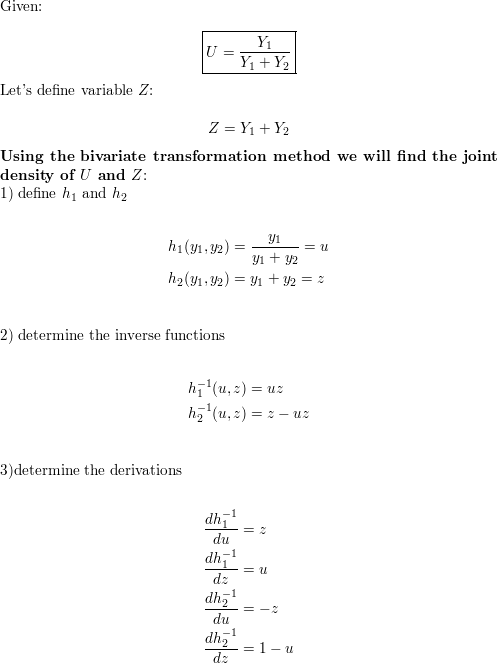 Given:
U = \frac{Y_1}{Y_1 + Y_2}
Let's define variable Z:
Z = Y_1 + Y_2
Using the bivariate transformation method we will find the joint
density of U and Z:
1) define h_1 and h_2
h_1(y_1, y_2) = \frac{y_1}{y_1 + y_2} = u
h_2(y_1, y_2) = y_1 + y_2 = z
2) determine the inverse functions
h_1^{-1}(u, z) = uz
h_2^{-1}(u, z) = z - uz
3)determine the derivations
\frac{dh_1^{-1}}{du} = z
\frac{dh_1^{-1}}{dz} = u
\frac{dh_2^{-1}}{du} = -z
\frac{dh_2^{-1}}{dz} = 1 - u